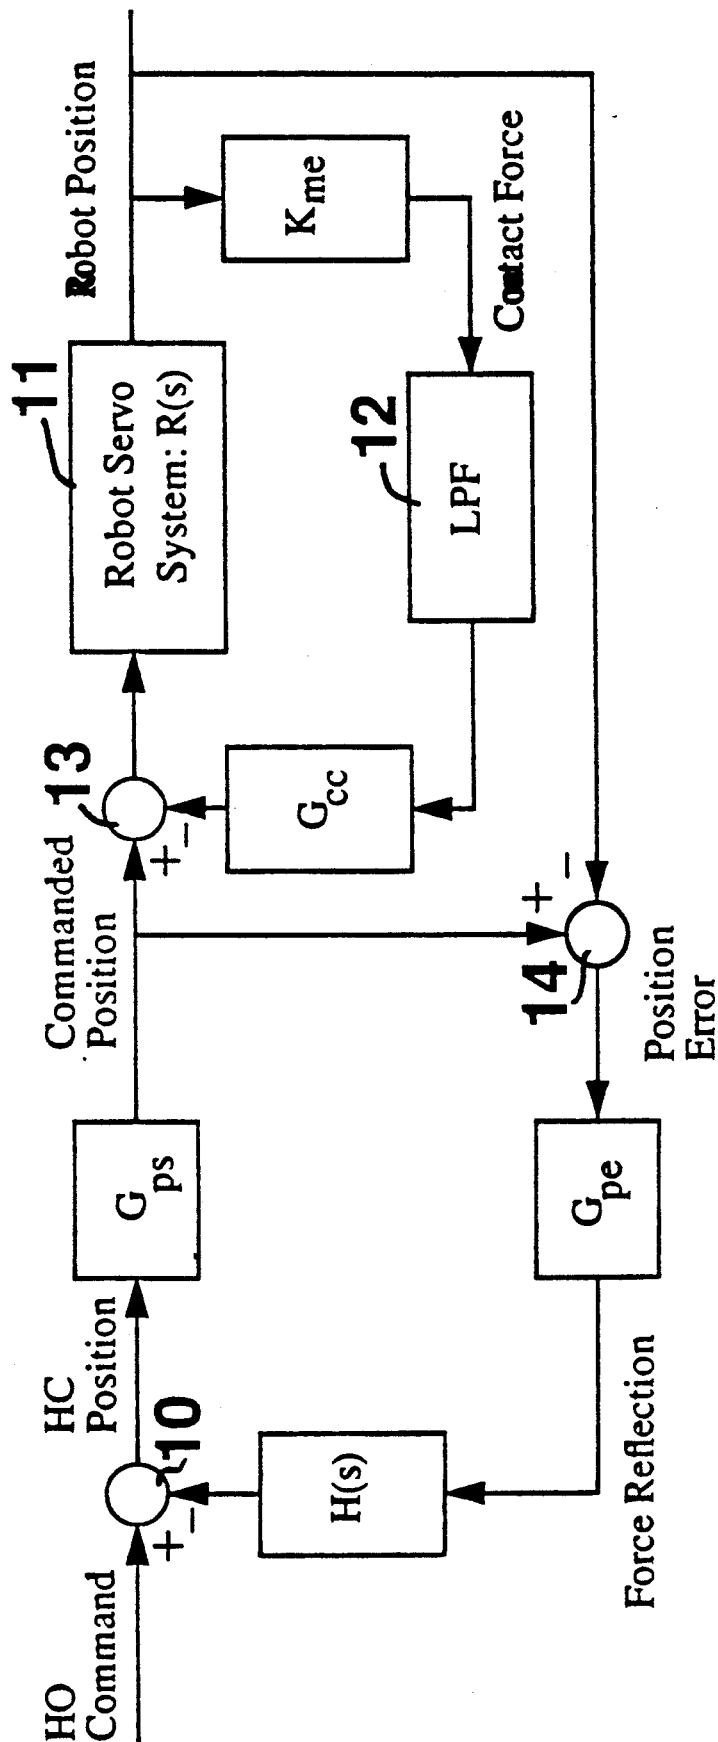 HO
Command
+
−
10
HC
Position
G
ps
Commanded
Position
+
−
13
11
Robot Servo
System: R(s)
Robot Position
K
me
Contact Force
12
LPF
G
cc
+
−
14
Position
Error
G
pe
Force Reflection
H(s)